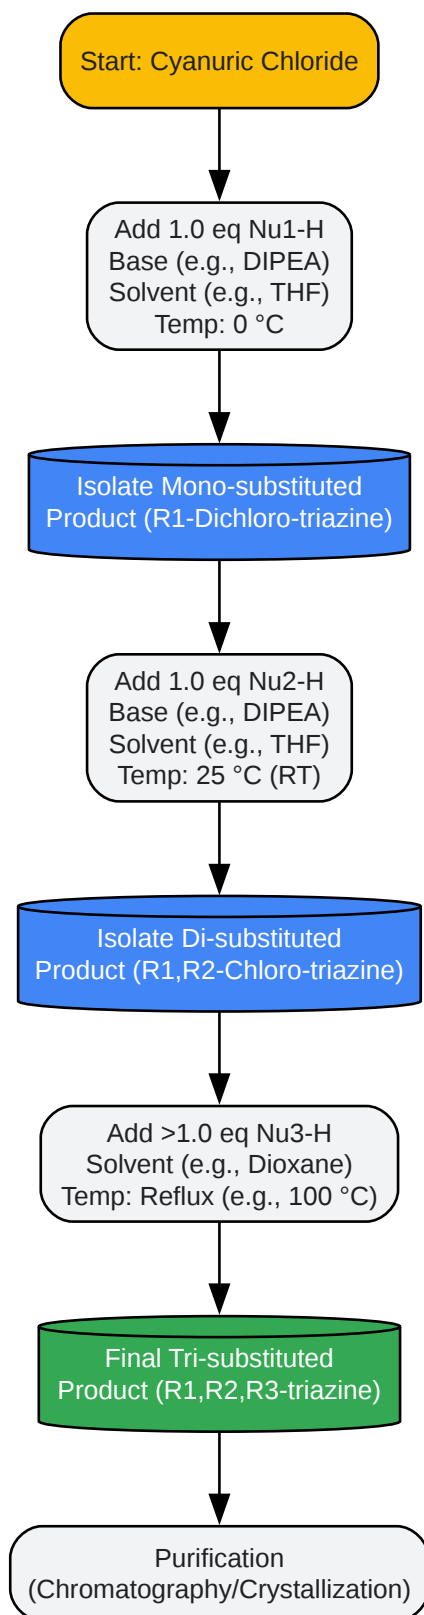 Start: Cyanuric Chloride
Add 1.0 eq Nu1-H
Base (e.g., DIPEA)
Solvent (e.g., THF)
Temp: 0 °C
Isolate Mono-substituted
Product (R1-Dichloro-triazine)
Add 1.0 eq Nu2-H
Base (e.g., DIPEA)
Solvent (e.g., THF)
Temp: 25 °C (RT)
Isolate Di-substituted
Product (R1,R2-Chloro-triazine)
Add >1.0 eq Nu3-H
Solvent (e.g., Dioxane)
Temp: Reflux (e.g., 100 °C)
Final Tri-substituted
Product (R1,R2,R3-triazine)
Purification
(Chromatography/Crystallization)